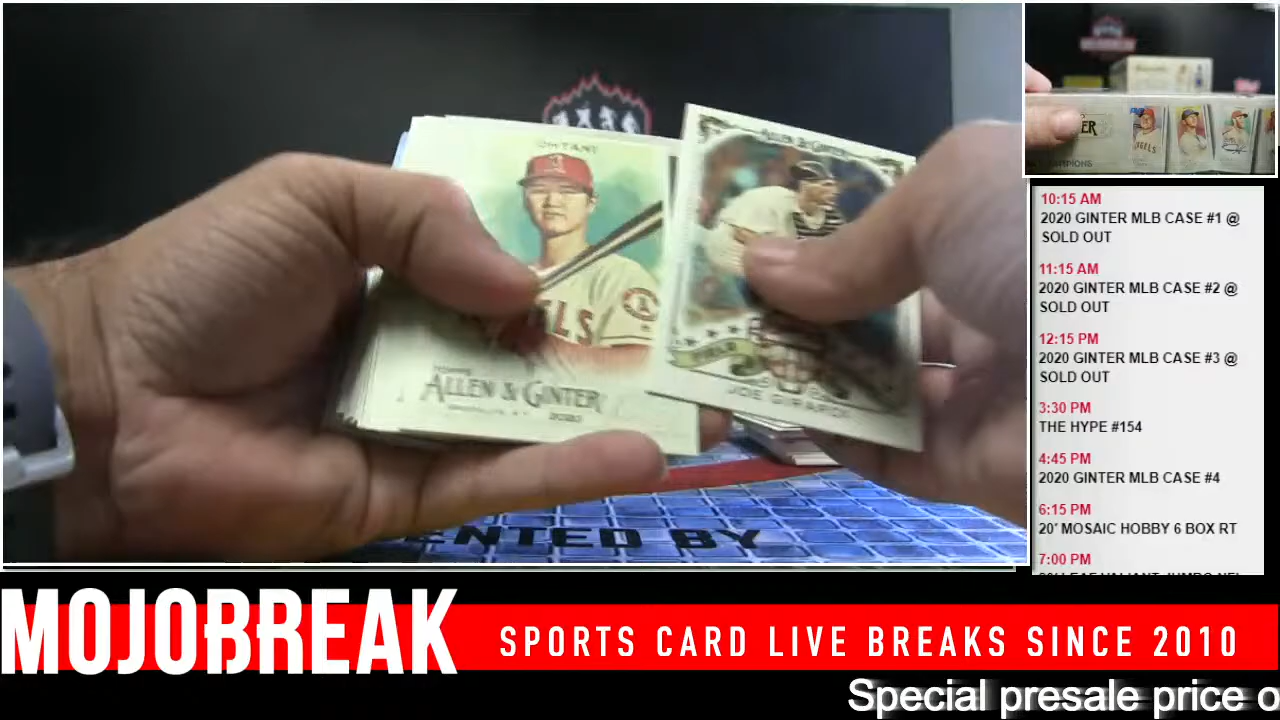 OHTANI
ALLEN & GINTER
2020
ALLEN & GINTER
JOE GIRARDI
ENTED BY
10:15 AM
2020 GINTER MLB CASE #1 @
SOLD OUT
11:15 AM
2020 GINTER MLB CASE #2 @
SOLD OUT
12:15 PM
2020 GINTER MLB CASE #3 @
SOLD OUT
3:30 PM
THE HYPE #154
4:45 PM
2020 GINTER MLB CASE #4
6:15 PM
20' MOSAIC HOBBY 6 BOX RT
7:00 PM
MOJOBREAK
SPORTS CARD LIVE BREAKS SINCE 2010
Special presale price o